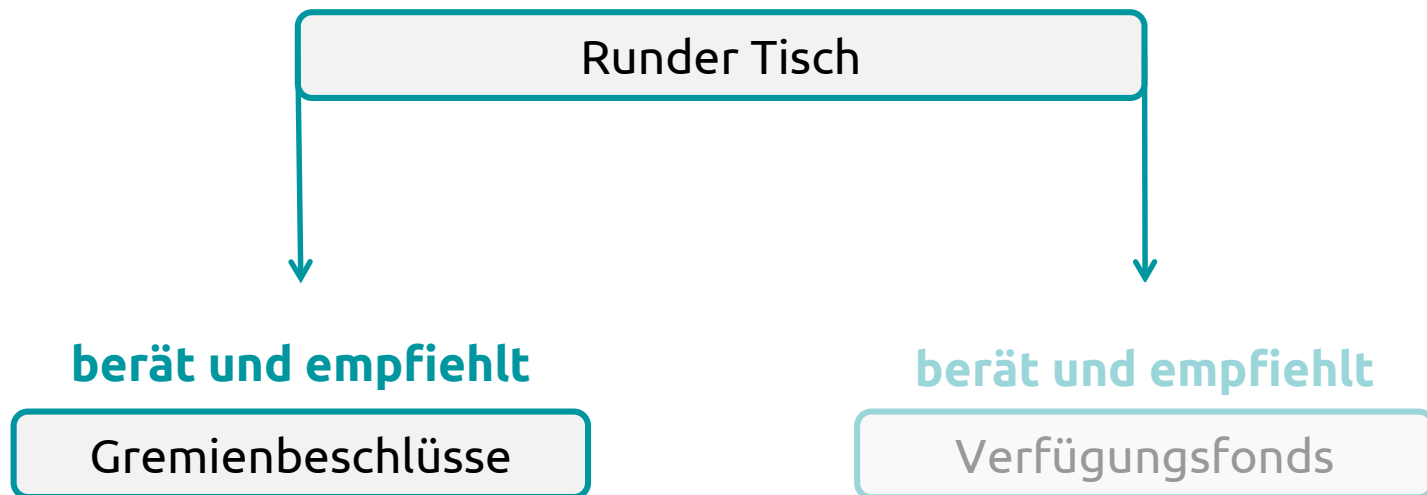 Runder Tisch
berät und empfiehlt
berät und empfiehlt
Gremienbeschlüsse
Verfügungsfonds